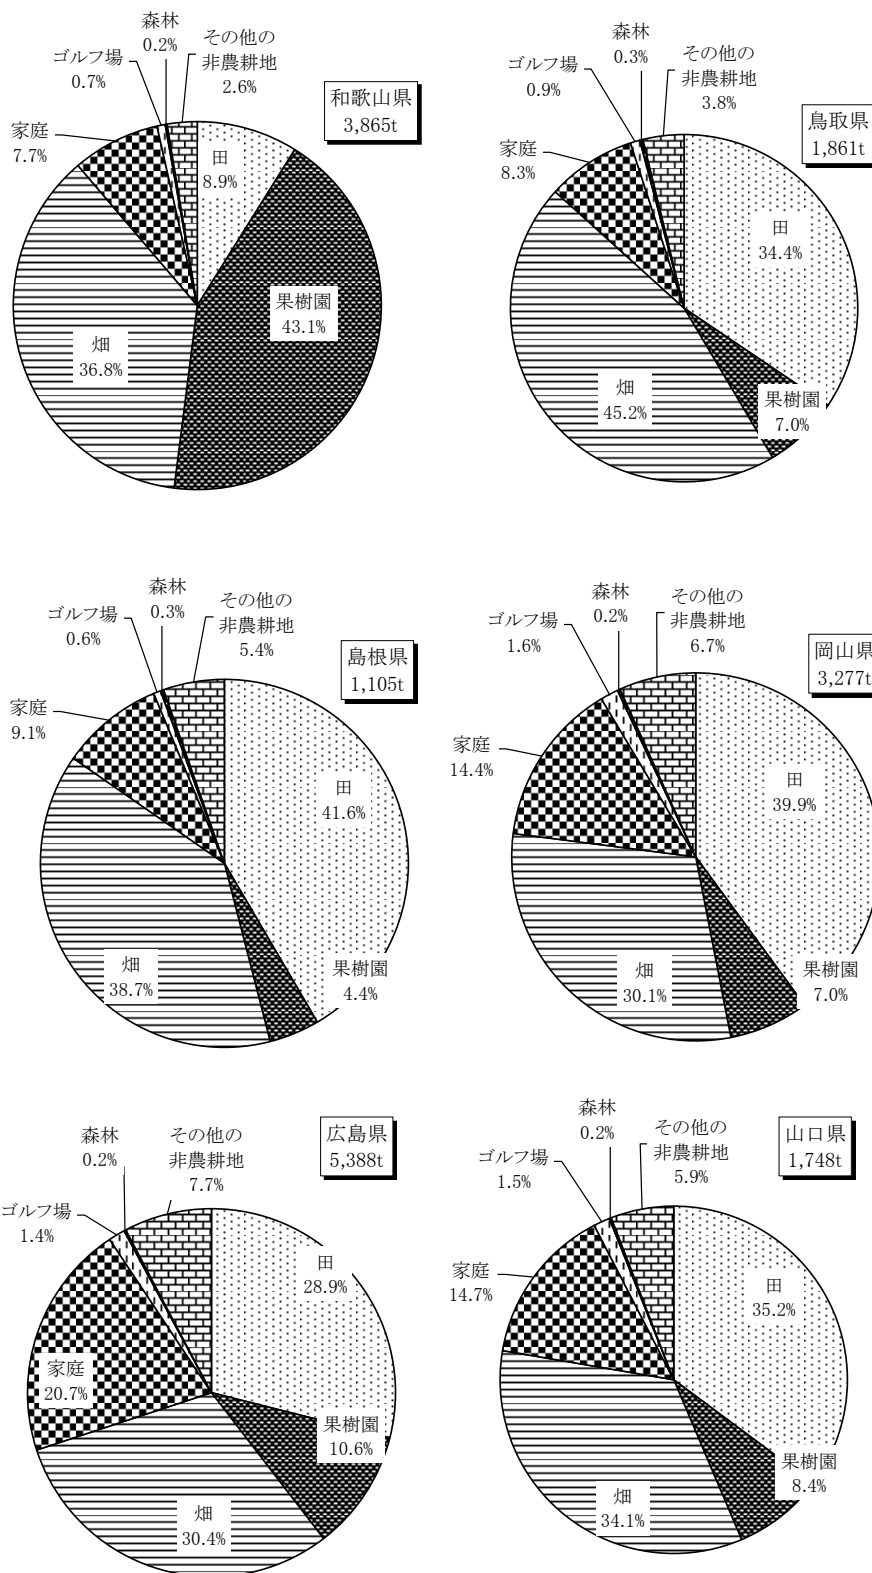 森林
0.2%
その他の
非農耕地
2.6%
ゴルフ場
0.7%
和歌山県
3,865t
家庭
7.7%
田
8.9%
果樹園
43.1%
畑
36.8%
森林
0.3%
その他の
非農耕地
3.8%
ゴルフ場
0.9%
鳥取県
1,861t
家庭
8.3%
田
34.4%
果樹園
7.0%
畑
45.2%
森林
0.3%
その他の
非農耕地
5.4%
ゴルフ場
0.6%
島根県
1,105t
家庭
9.1%
田
41.6%
果樹園
4.4%
畑
38.7%
森林
0.2%
その他の
非農耕地
6.7%
ゴルフ場
1.6%
岡山県
3,277t
家庭
14.4%
田
39.9%
果樹園
7.0%
畑
30.1%
森林
0.2%
その他の
非農耕地
7.7%
ゴルフ場
1.4%
広島県
5,388t
田
28.9%
家庭
20.7%
果樹園
10.6%
畑
30.4%
森林
0.2%
その他の
非農耕地
5.9%
ゴルフ場
1.5%
山口県
1,748t
家庭
14.7%
田
35.2%
果樹園
8.4%
畑
34.1%